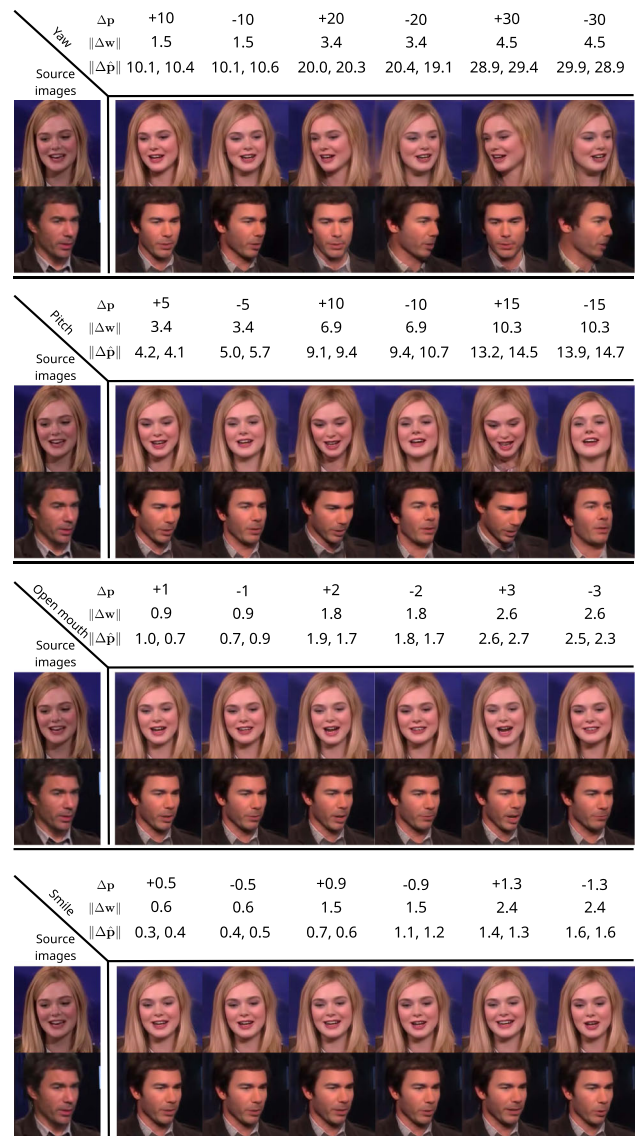 Yaw
Δp +10 -10 +20 -20 +30 -30
‖Δw‖ 1.5 1.5 3.4 3.4 4.5 4.5
‖Δp̂‖ 10.1, 10.4 10.1, 10.6 20.0, 20.3 20.4, 19.1 28.9, 29.4 29.9, 28.9
Source
images
Pitch
Δp +5 -5 +10 -10 +15 -15
‖Δw‖ 3.4 3.4 6.9 6.9 10.3 10.3
‖Δp̂‖ 4.2, 4.1 5.0, 5.7 9.1, 9.4 9.4, 10.7 13.2, 14.5 13.9, 14.7
Source
images
Open mouth
Δp +1 -1 +2 -2 +3 -3
‖Δw‖ 0.9 0.9 1.8 1.8 2.6 2.6
‖Δp̂‖ 1.0, 0.7 0.7, 0.9 1.9, 1.7 1.8, 1.7 2.6, 2.7 2.5, 2.3
Source
images
Smile
Δp +0.5 -0.5 +0.9 -0.9 +1.3 -1.3
‖Δw‖ 0.6 0.6 1.5 1.5 2.4 2.4
‖Δp̂‖ 0.3, 0.4 0.4, 0.5 0.7, 0.6 1.1, 1.2 1.4, 1.3 1.6, 1.6
Source
images